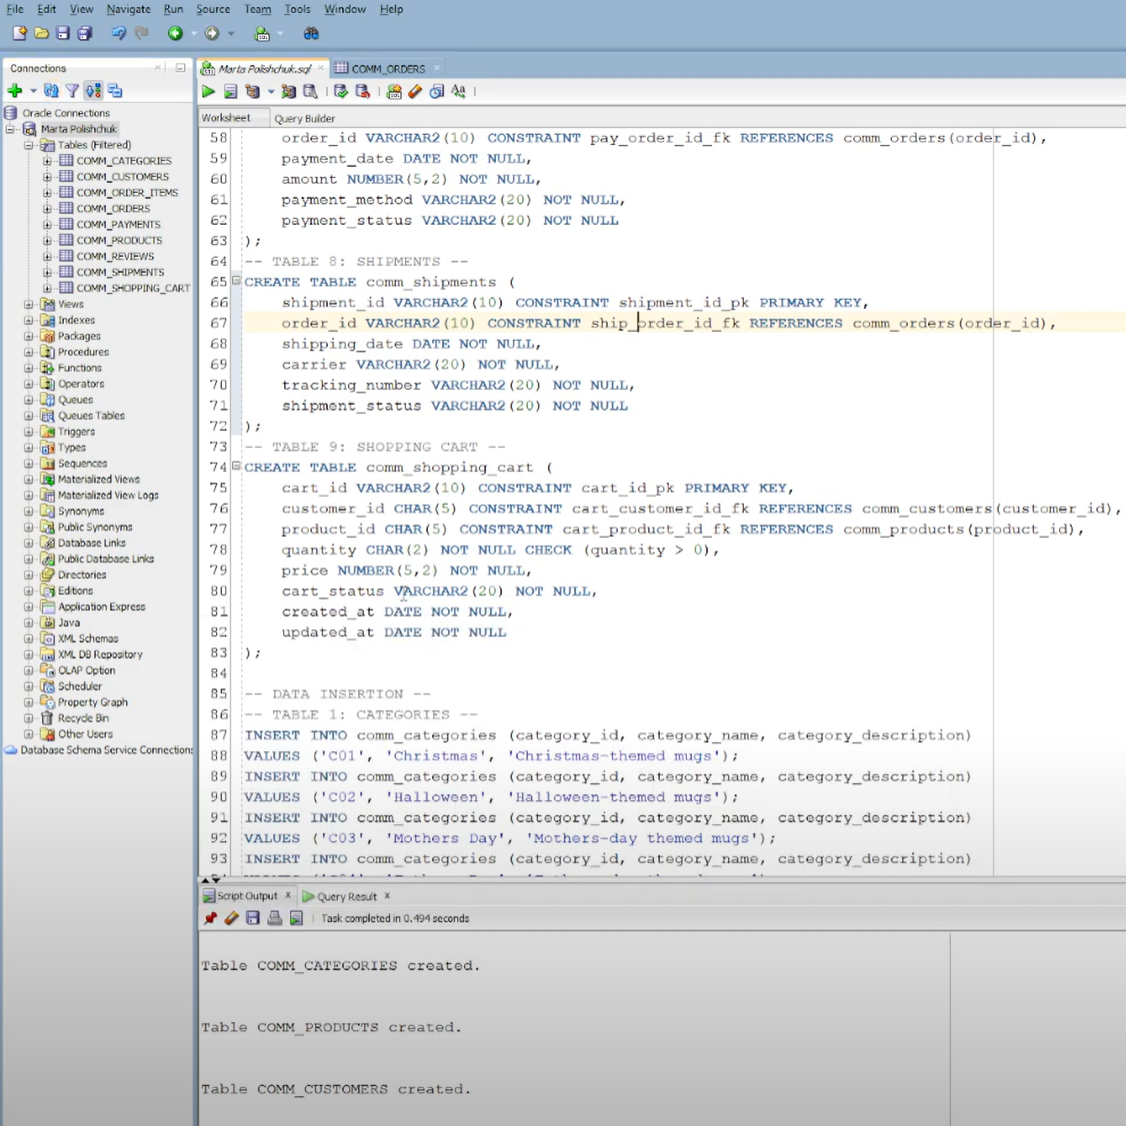 File Edit View Navigate Run Source Team Tools Window Help
Connections
Oracle Connections
Marta Polishchuk
Tables (Filtered)
COMM_CATEGORIES
COMM_CUSTOMERS
COMM_ORDER_ITEMS
COMM_ORDERS
COMM_PAYMENTS
COMM_PRODUCTS
COMM_REVIEWS
COMM_SHIPMENTS
COMM_SHOPPING_CART
Views
Indexes
Packages
Procedures
Functions
Operators
Queues
Queues Tables
Triggers
Types
Sequences
Materialized Views
Materialized View Logs
Synonyms
Public Synonyms
Database Links
Public Database Links
Directories
Editions
Application Express
Java
XML Schemas
XML DB Repository
OLAP Option
Scheduler
Property Graph
Recycle Bin
Other Users
Database Schema Service Connections
Marta Polishchuk.sql COMM_ORDERS
Worksheet Query Builder
58 order_id VARCHAR2(10) CONSTRAINT pay_order_id_fk REFERENCES comm_orders(order_id),
59 payment_date DATE NOT NULL,
60 amount NUMBER(5,2) NOT NULL,
61 payment_method VARCHAR2(20) NOT NULL,
62 payment_status VARCHAR2(20) NOT NULL
63 );
64 -- TABLE 8: SHIPMENTS --
65 CREATE TABLE comm_shipments (
66 shipment_id VARCHAR2(10) CONSTRAINT shipment_id_pk PRIMARY KEY,
67 order_id VARCHAR2(10) CONSTRAINT ship_order_id_fk REFERENCES comm_orders(order_id),
68 shipping_date DATE NOT NULL,
69 carrier VARCHAR2(20) NOT NULL,
70 tracking_number VARCHAR2(20) NOT NULL,
71 shipment_status VARCHAR2(20) NOT NULL
72 );
73 -- TABLE 9: SHOPPING CART --
74 CREATE TABLE comm_shopping_cart (
75 cart_id VARCHAR2(10) CONSTRAINT cart_id_pk PRIMARY KEY,
76 customer_id CHAR(5) CONSTRAINT cart_customer_id_fk REFERENCES comm_customers(customer_id),
77 product_id CHAR(5) CONSTRAINT cart_product_id_fk REFERENCES comm_products(product_id),
78 quantity CHAR(2) NOT NULL CHECK (quantity > 0),
79 price NUMBER(5,2) NOT NULL,
80 cart_status VARCHAR2(20) NOT NULL,
81 created_at DATE NOT NULL,
82 updated_at DATE NOT NULL
83 );
84
85 -- DATA INSERTION --
86 -- TABLE 1: CATEGORIES --
87 INSERT INTO comm_categories (category_id, category_name, category_description)
88 VALUES ('C01', 'Christmas', 'Christmas-themed mugs');
89 INSERT INTO comm_categories (category_id, category_name, category_description)
90 VALUES ('C02', 'Halloween', 'Halloween-themed mugs');
91 INSERT INTO comm_categories (category_id, category_name, category_description)
92 VALUES ('C03', 'Mothers Day', 'Mothers-day themed mugs');
93 INSERT INTO comm_categories (category_id, category_name, category_description)
Script Output Query Result
Task completed in 0.494 seconds
Table COMM_CATEGORIES created.
Table COMM_PRODUCTS created.
Table COMM_CUSTOMERS created.